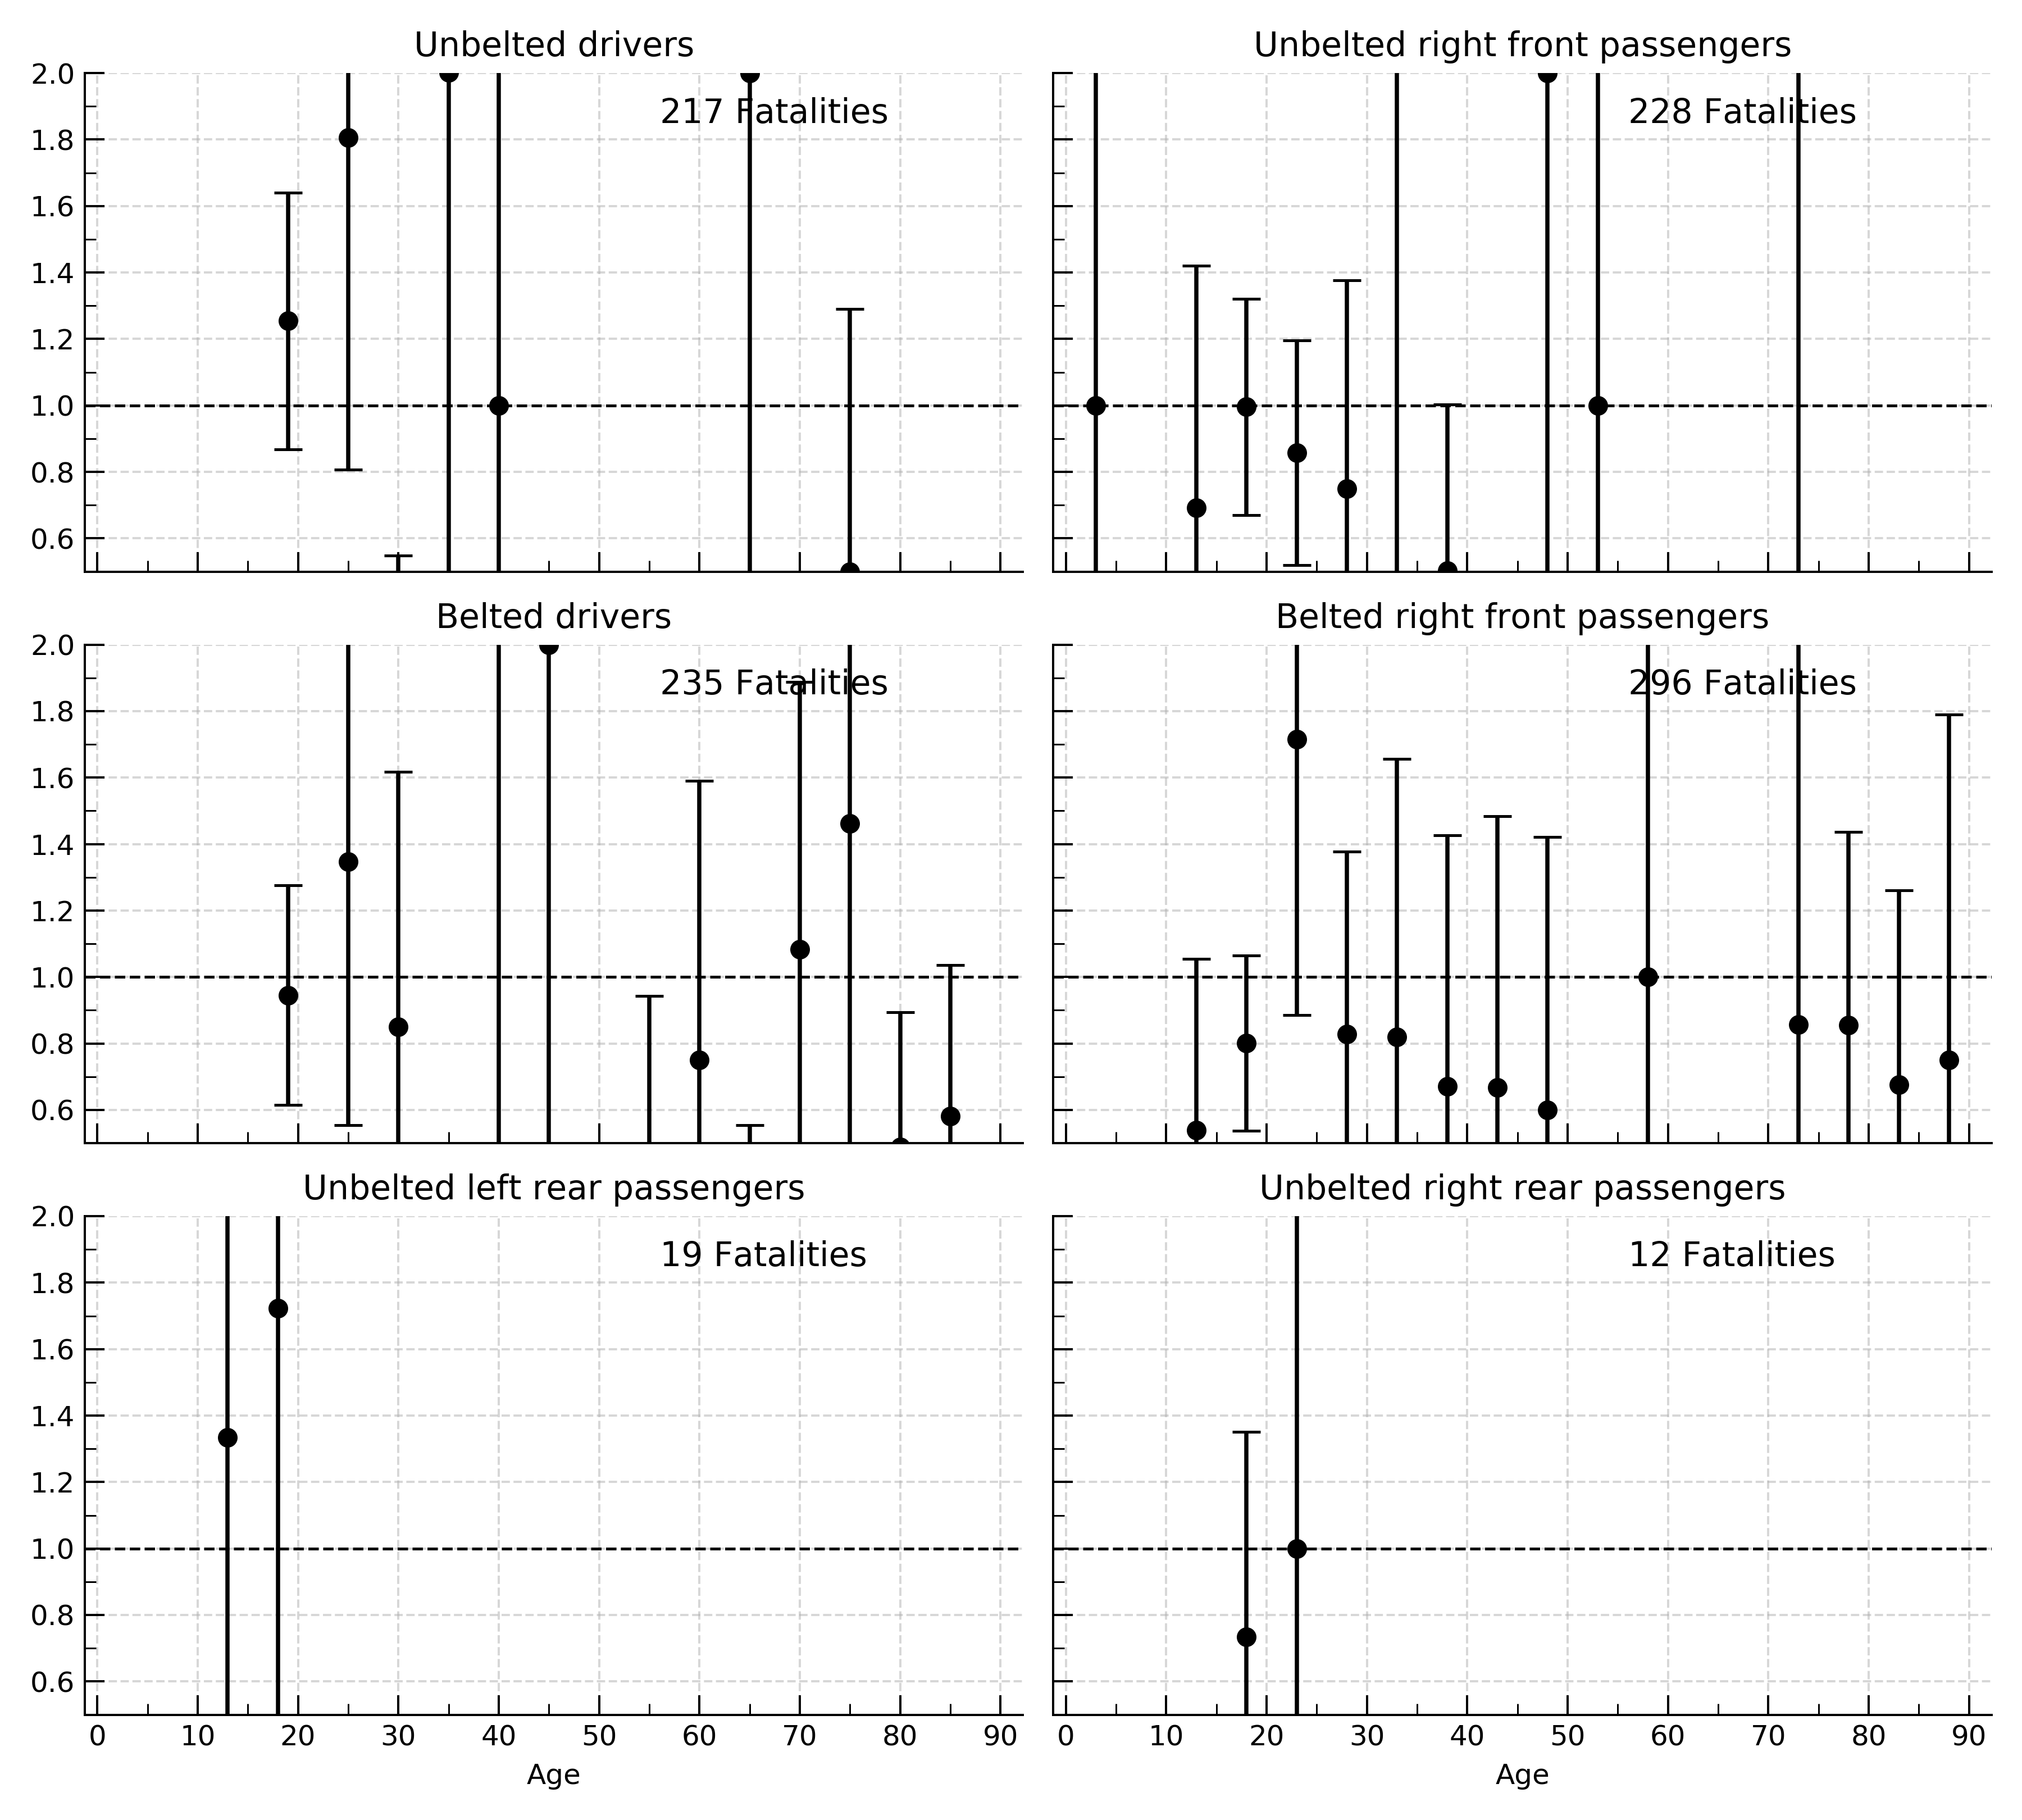 Unbelted drivers
Unbelted right front passengers
2.0
217 Fatalities
228 Fatalities
1.8
1.6
1.4
1.2
1.0
0.8
0.6
Belted drivers
Belted right front passengers
2.0
235 Fatalities
296 Fatalities
1.8
1.6
1.4
1.2
1.0
0.8
0.6
Unbelted left rear passengers
Unbelted right rear passengers
2.0
19 Fatalities
12 Fatalities
1.8
1.6
1.4
1.2
1.0
0.8
0.6
0 10 20 30 40 50 60 70 80 90
0 10 20 30 40 50 60 70 80 90
Age
Age